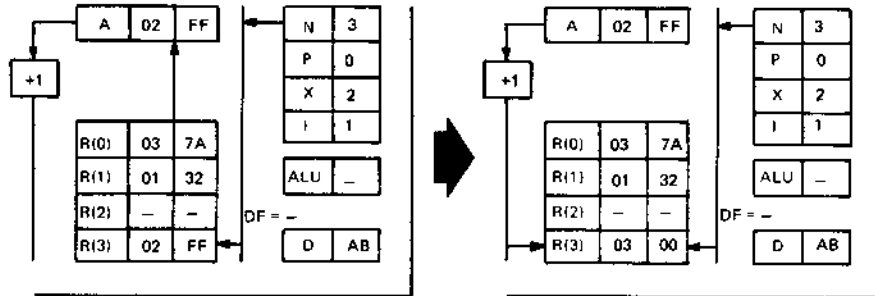 A 02 FF
N 3
P 0
+1
X 2
I 1
R(0) 03 7A
R(1) 01 32
ALU –
R(2) – –
DF = –
R(3) 02 FF
D AB
A 02 FF
N 3
P 0
+1
X 2
I 1
R(0) 03 7A
R(1) 01 32
ALU –
R(2) – –
DF = –
R(3) 03 00
D AB